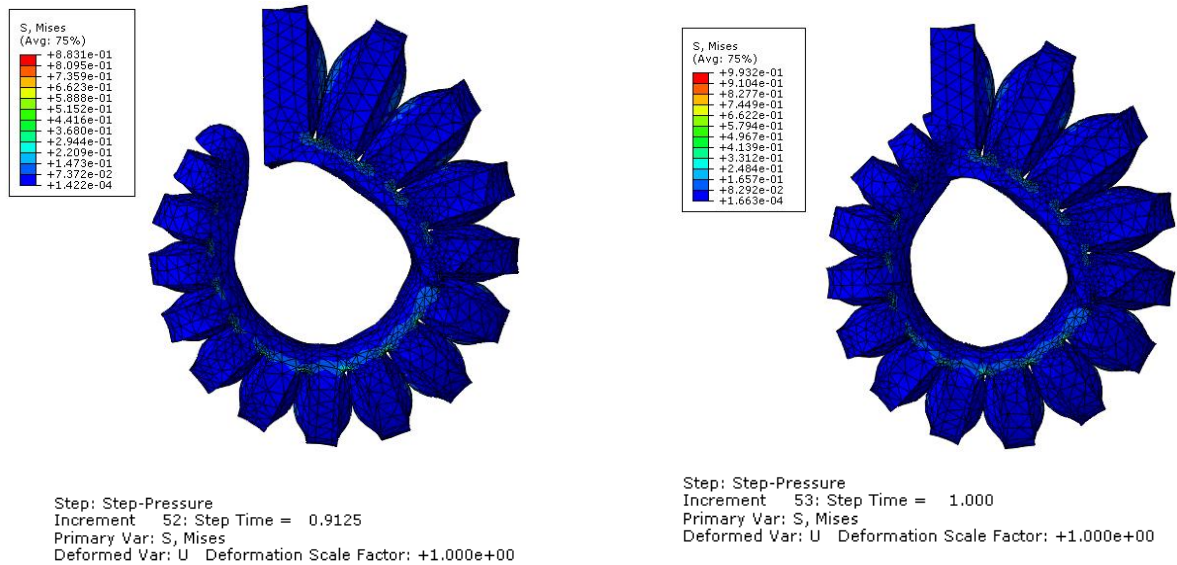 S, Mises
(Avg: 75%)
+8.831e-01
+8.095e-01
+7.359e-01
+6.623e-01
+5.888e-01
+5.152e-01
+4.416e-01
+3.680e-01
+2.944e-01
+2.209e-01
+1.473e-01
+7.372e-02
+1.422e-04
Step: Step-Pressure
Increment 52: Step Time = 0.9125
Primary Var: S, Mises
Deformed Var: U Deformation Scale Factor: +1.000e+00
S, Mises
(Avg: 75%)
+9.932e-01
+9.104e-01
+8.277e-01
+7.449e-01
+6.622e-01
+5.794e-01
+4.967e-01
+4.139e-01
+3.312e-01
+2.484e-01
+1.657e-01
+8.292e-02
+1.663e-04
Step: Step-Pressure
Increment 53: Step Time = 1.000
Primary Var: S, Mises
Deformed Var: U Deformation Scale Factor: +1.000e+00